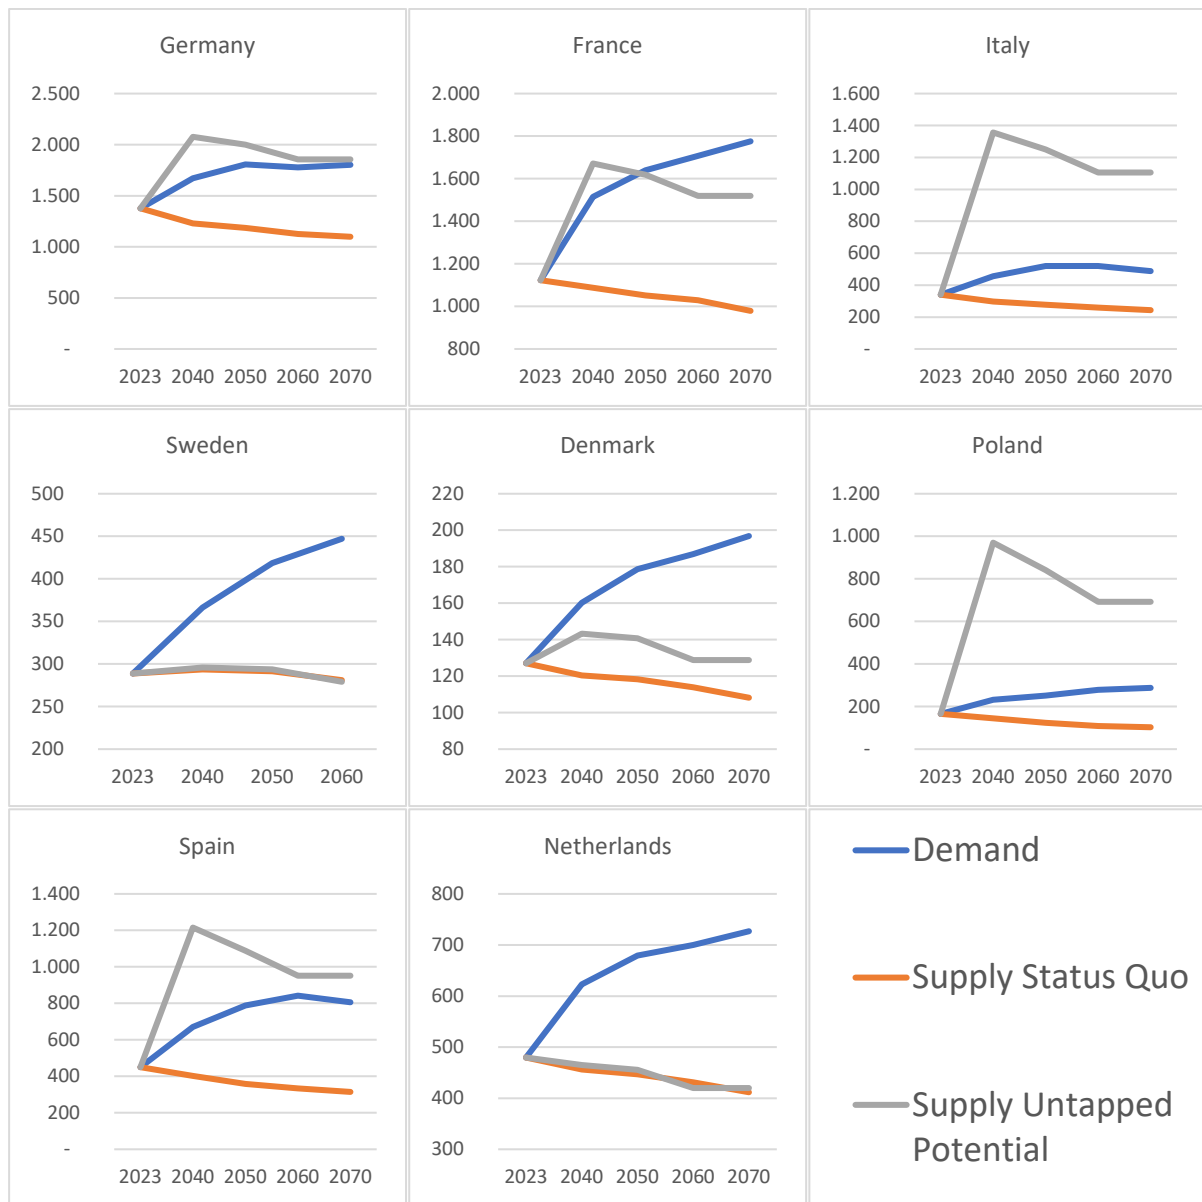 Germany
2.500
2.000
1.500
1.000
500
-
2023 2040 2050 2060 2070
France
2.000
1.800
1.600
1.400
1.200
1.000
800
2023 2040 2050 2060 2070
Italy
1.600
1.400
1.200
1.000
800
600
400
200
-
2023 2040 2050 2060 2070
Sweden
500
450
400
350
300
250
200
2023 2040 2050 2060
Denmark
220
200
180
160
140
120
100
80
2023 2040 2050 2060 2070
Poland
1.200
1.000
800
600
400
200
-
2023 2040 2050 2060 2070
Spain
1.400
1.200
1.000
800
600
400
200
-
2023 2040 2050 2060 2070
Netherlands
800
700
600
500
400
300
2023 2040 2050 2060 2070
Demand
Supply Status Quo
Supply Untapped
Potential